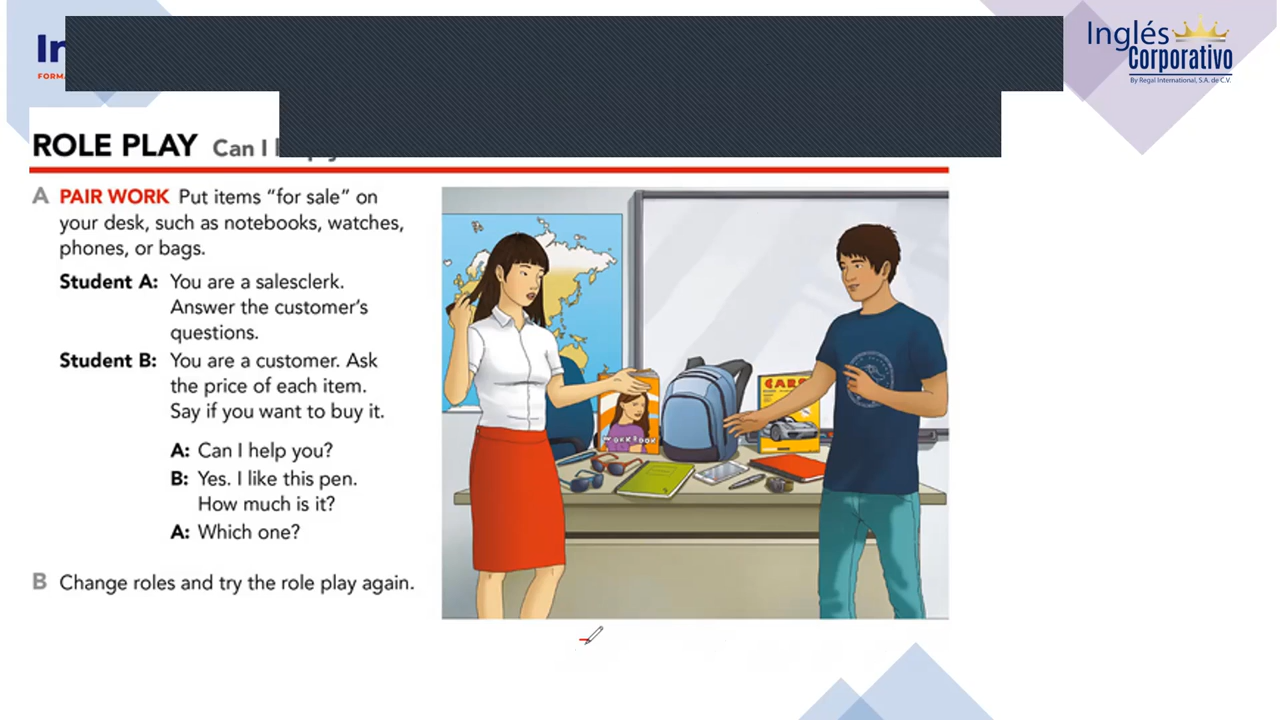 Inglés
Corporativo
By Regal International, S.A. de C.V.
ROLE PLAY Can I
A PAIR WORK Put items “for sale” on
your desk, such as notebooks, watches,
phones, or bags.
Student A: You are a salesclerk.
Answer the customer’s
questions.
Student B: You are a customer. Ask
the price of each item.
Say if you want to buy it.
A: Can I help you?
B: Yes. I like this pen.
How much is it?
A: Which one?
B Change roles and try the role play again.
WORKBOOK
CARS